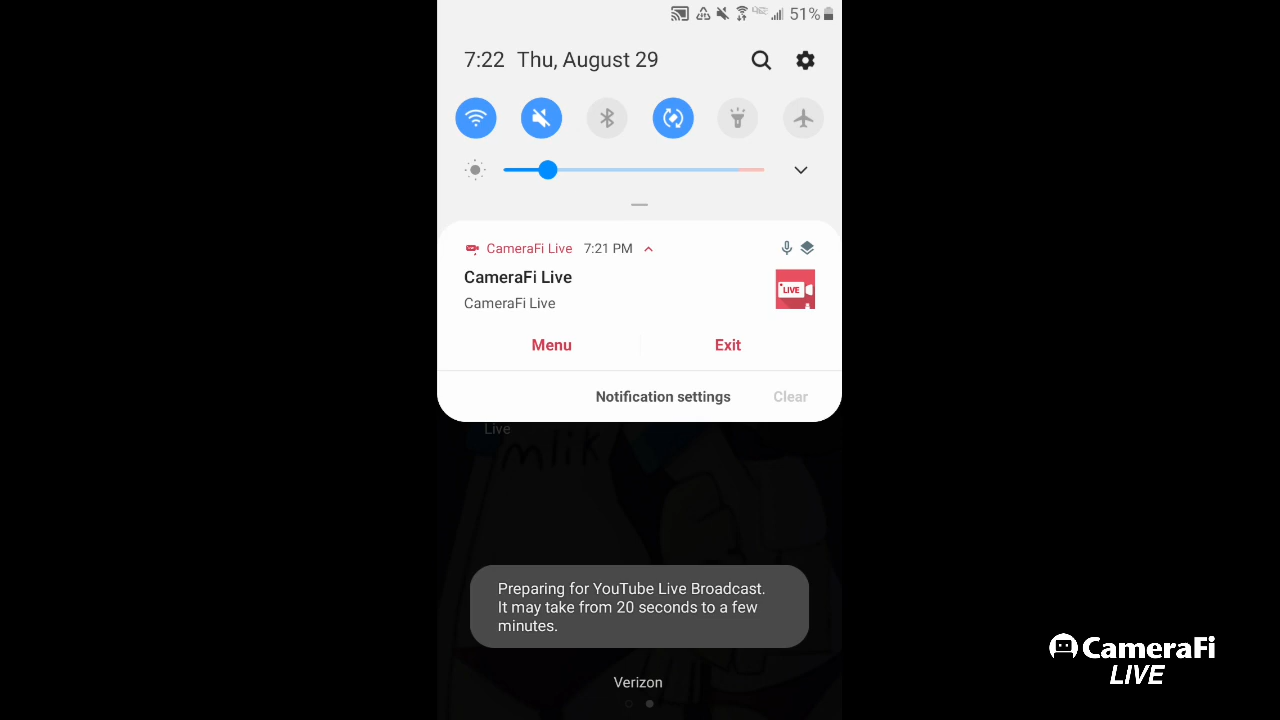 51%
7:22 Thu, August 29
CameraFi Live 7:21 PM
CameraFi Live
CameraFi Live
LIVE
Menu Exit
Notification settings Clear
Live
mlik
Preparing for YouTube Live Broadcast.
It may take from 20 seconds to a few
minutes.
CameraFi
LIVE
Verizon